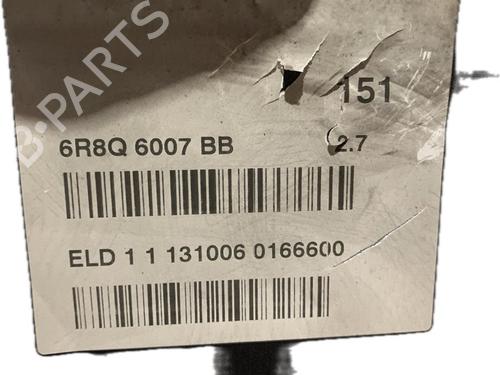 B-PARTS
151
6R8Q 6007 BB 2.7
ELD 1 1 131006 0166600